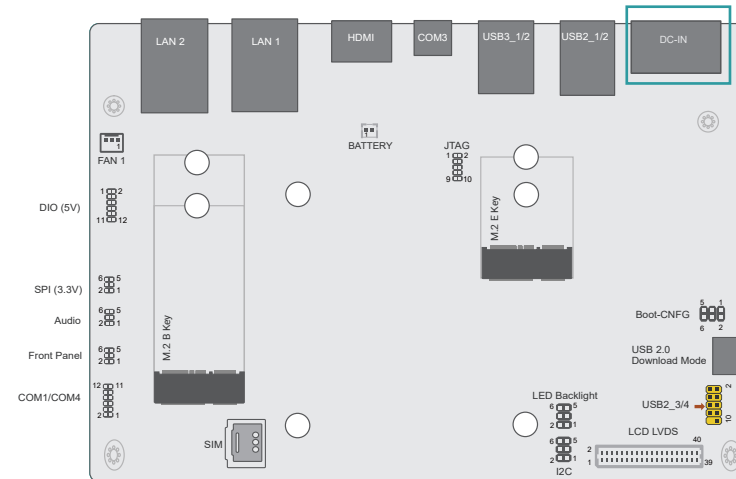 LAN 2
LAN 1
HDMI
COM3
USB3_1/2
USB2_1/2
DC-IN
1
FAN 1
1
BATTERY
JTAG
1 2
9 10
M.2 E Key
DIO (5V)
1 2
11 12
SPI (3.3V)
6 5
2 1
Audio
6 5
2 1
M.2 B Key
Front Panel
6 5
2 1
COM1/COM4
12 11
2 1
SIM
Boot-CNFG
5 1
6 2
USB 2.0
Download Mode
USB2_3/4
2
10
LED Backlight
6 5
2 1
6 5
2 1
I2C
LCD LVDS
40
2
1
39